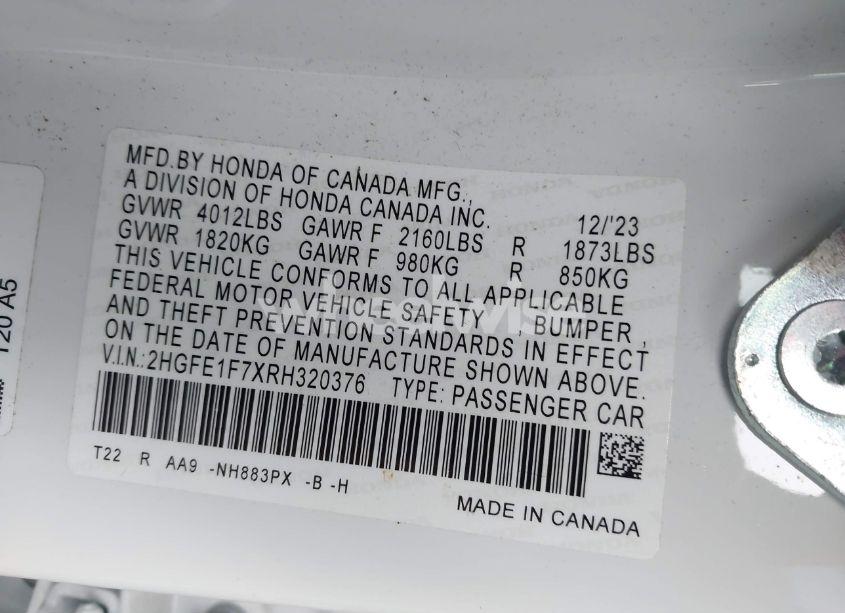 MFD.BY HONDA OF CANADA MFG.,
A DIVISION OF HONDA CANADA INC. 12/'23
GVWR 4012LBS GAWR F 2160LBS R 1873LBS
GVWR 1820KG GAWR F 980KG R 850KG
THIS VEHICLE CONFORMS TO ALL APPLICABLE
FEDERAL MOTOR VEHICLE SAFETY , BUMPER ,
AND THEFT PREVENTION STANDARDS IN EFFECT
ON THE DATE OF MANUFACTURE SHOWN ABOVE.
V.I.N.:2HGFE1F7XRH320376 TYPE: PASSENGER CAR
T22 R AA9 -NH883PX -B -H
MADE IN CANADA
T20 A5